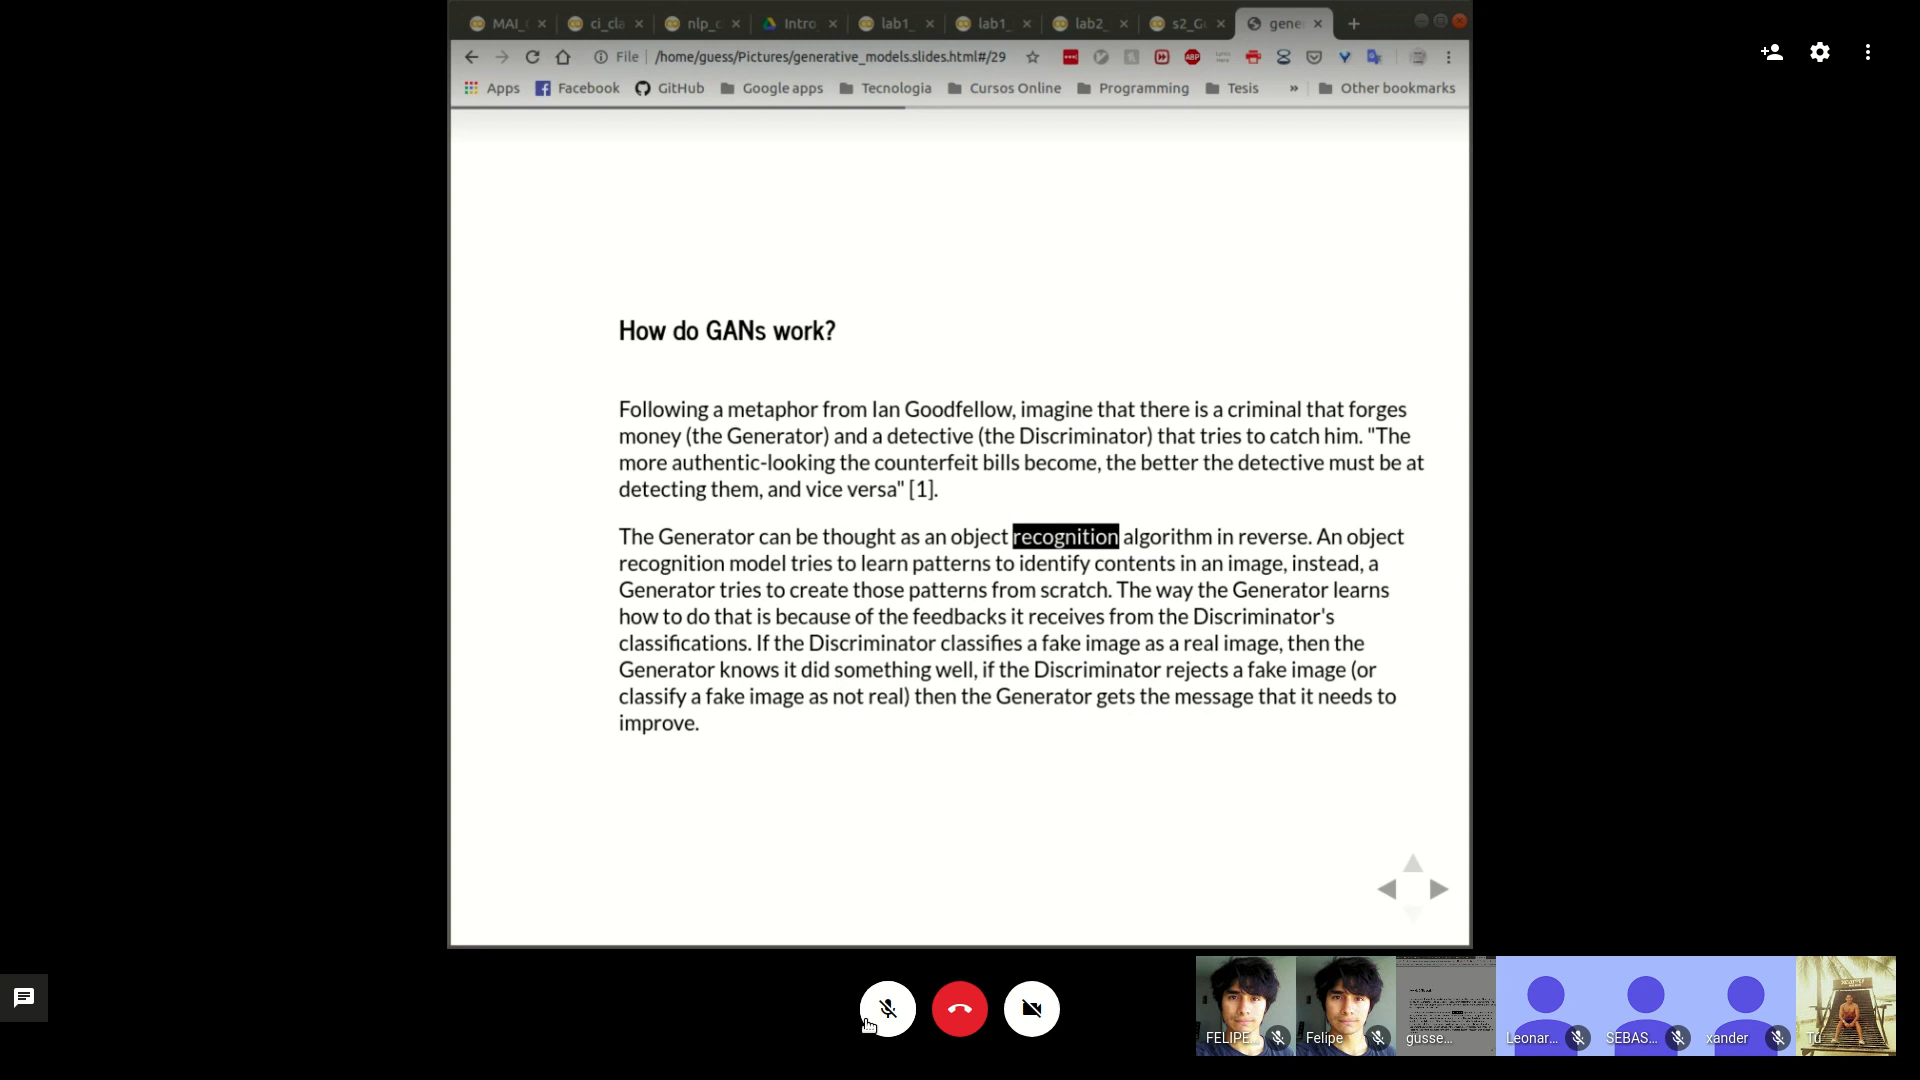 MAI_
ci_cla
nlp_c
Intro
lab1_
lab1_
lab2_
s2_G
gene
File
/home/guess/Pictures/generative_models.slides.html#/29
ABP
Apps
Facebook
GitHub
Google apps
Tecnologia
Cursos Online
Programming
Tesis
»
Other bookmarks
How do GANs work?
Following a metaphor from Ian Goodfellow, imagine that there is a criminal that forges
money (the Generator) and a detective (the Discriminator) that tries to catch him. "The
more authentic-looking the counterfeit bills become, the better the detective must be at
detecting them, and vice versa" [1].
The Generator can be thought as an object recognition algorithm in reverse. An object
recognition model tries to learn patterns to identify contents in an image, instead, a
Generator tries to create those patterns from scratch. The way the Generator learns
how to do that is because of the feedbacks it receives from the Discriminator's
classifications. If the Discriminator classifies a fake image as a real image, then the
Generator knows it did something well, if the Discriminator rejects a fake image (or
classify a fake image as not real) then the Generator gets the message that it needs to
improve.
FELIPE...
Felipe
gusse...
Leonar...
SEBAS...
xander
Tú